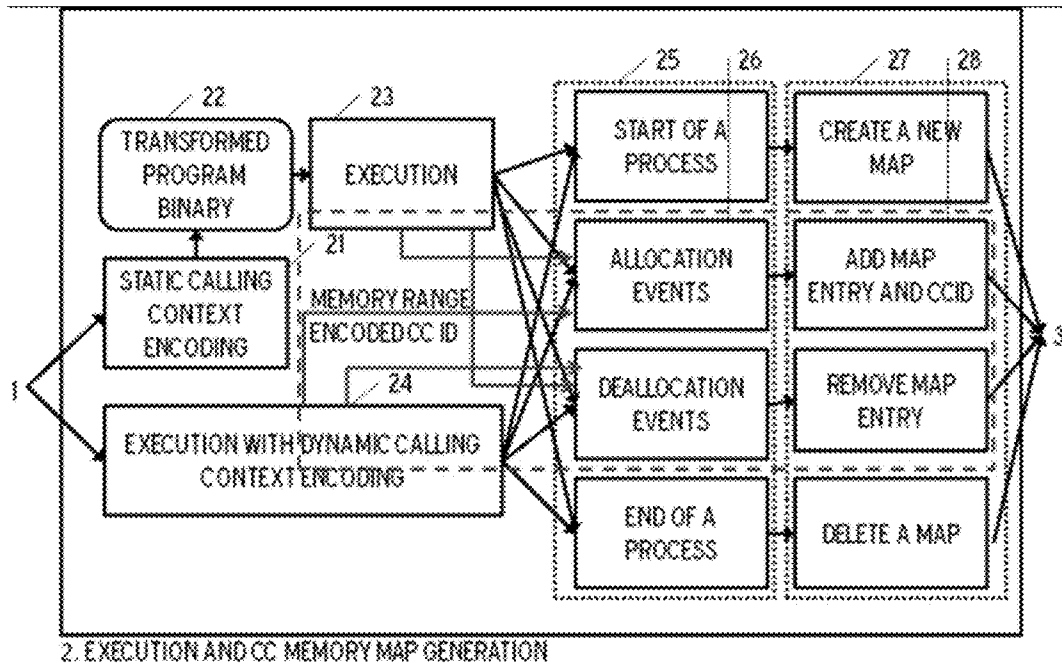 25
26
27
28
22
23
TRANSFORMED
PROGRAM
BINARY
EXECUTION
START OF A
PROCESS
CREATE A NEW
MAP
21
STATIC CALLING
CONTEXT
ENCODING
MEMORY RANGE
ENCODED CC ID
ALLOCATION
EVENTS
ADD MAP
ENTRY AND CCID
1
3
24
EXECUTION WITH DYNAMIC CALLING
CONTEXT ENCODING
DEALLOCATION
EVENTS
REMOVE MAP
ENTRY
END OF A
PROCESS
DELETE A MAP
2. EXECUTION AND CC MEMORY MAP GENERATION